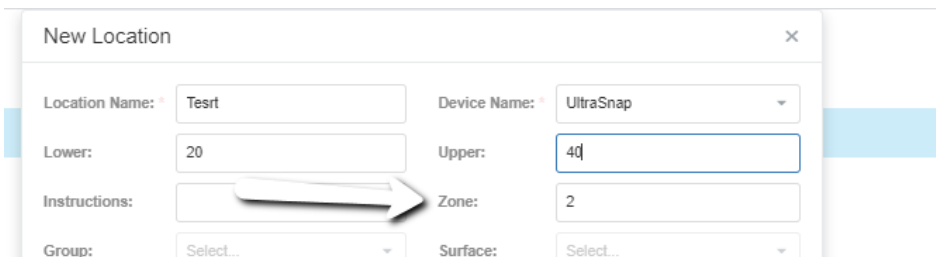 New Location ×
Location Name: * Tesrt Device Name: * UltraSnap
Lower: 20 Upper: 40
Instructions: Zone: 2
Group: Select... Surface: Select...